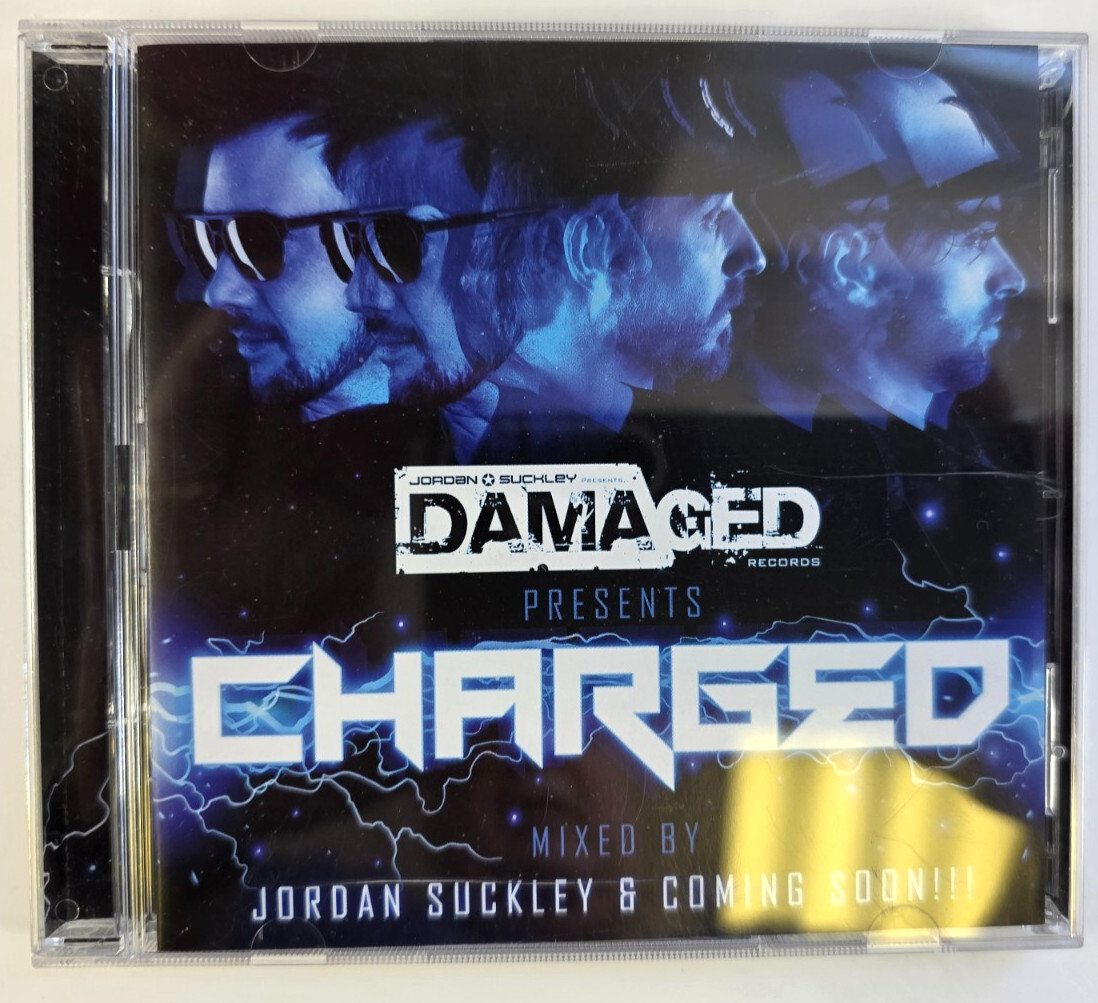 JORDAN SUCKLEY PRESENTS...
DAMAGED
RECORDS
PRESENTS
CHARGED
MIXED BY
JORDAN SUCKLEY & COMING SOON!!!